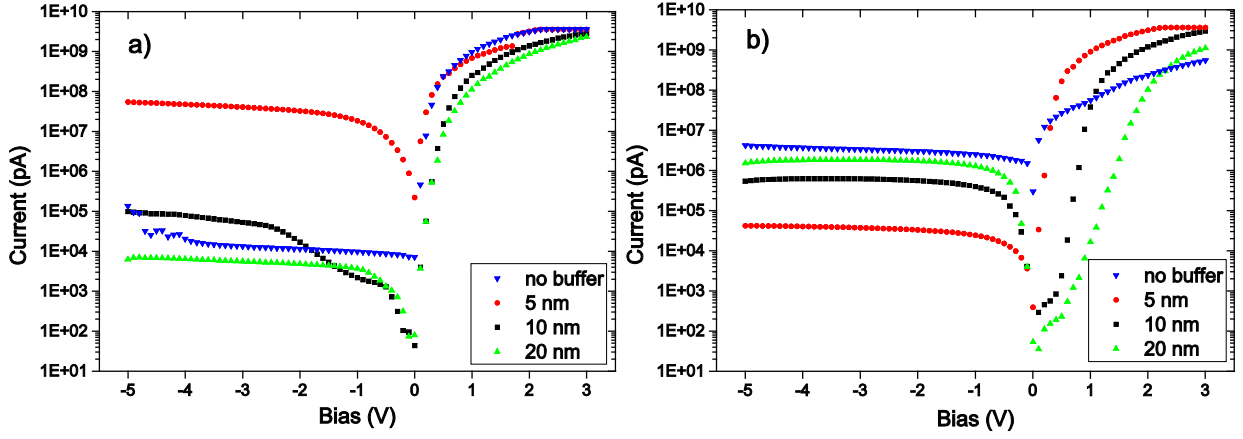 a)
Current (pA)
1E+10
1E+09
1E+08
1E+07
1E+06
1E+05
1E+04
1E+03
1E+02
1E+01
-5 -4 -3 -2 -1 0 1 2 3
Bias (V)
no buffer
5 nm
10 nm
20 nm
b)
Current (pA)
1E+10
1E+09
1E+08
1E+07
1E+06
1E+05
1E+04
1E+03
1E+02
1E+01
-5 -4 -3 -2 -1 0 1 2 3
Bias (V)
no buffer
5 nm
10 nm
20 nm